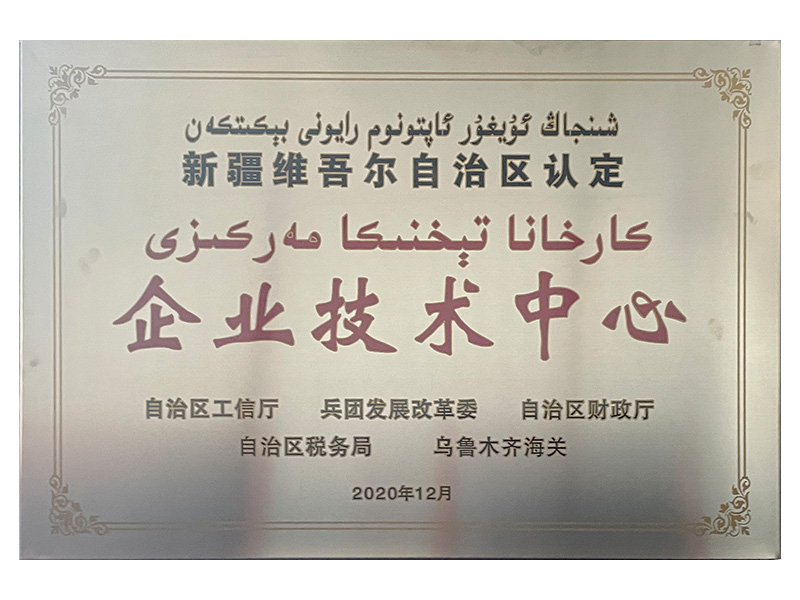 شىنجاڭ ئۇيغۇر ئاپتونوم رايونى بېكىتكەن
新疆维吾尔自治区认定
كارخانا تېخنىكا مەركىزى
企业技术中心
自治区工信厅 兵团发展改革委 自治区财政厅
自治区税务局 乌鲁木齐海关
2020年12月